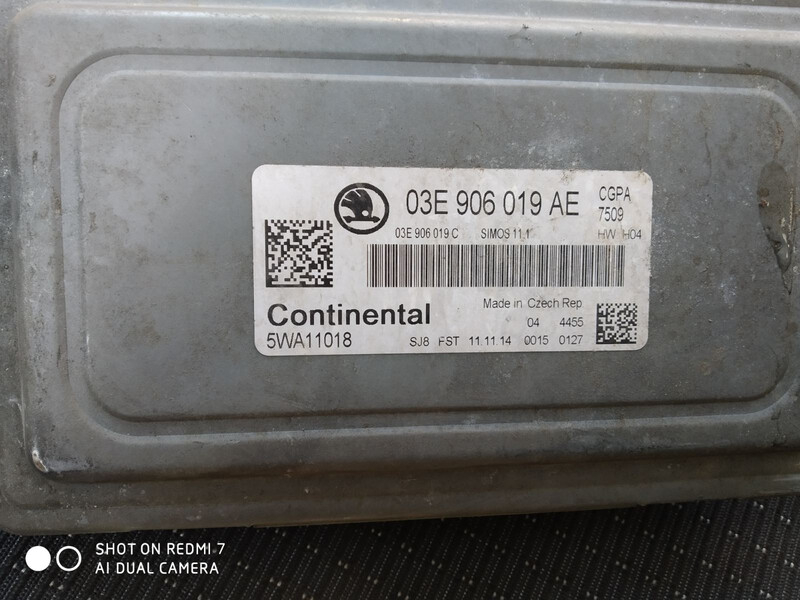 03E 906 019 AE
CGPA
7509
03E 906 019 C SIMOS 11.1 HW H04
Continental
Made in Czech Rep.
04 4455
5WA11018
SJ8 FST 11.11.14 0015 0127
SHOT ON REDMI 7
AI DUAL CAMERA